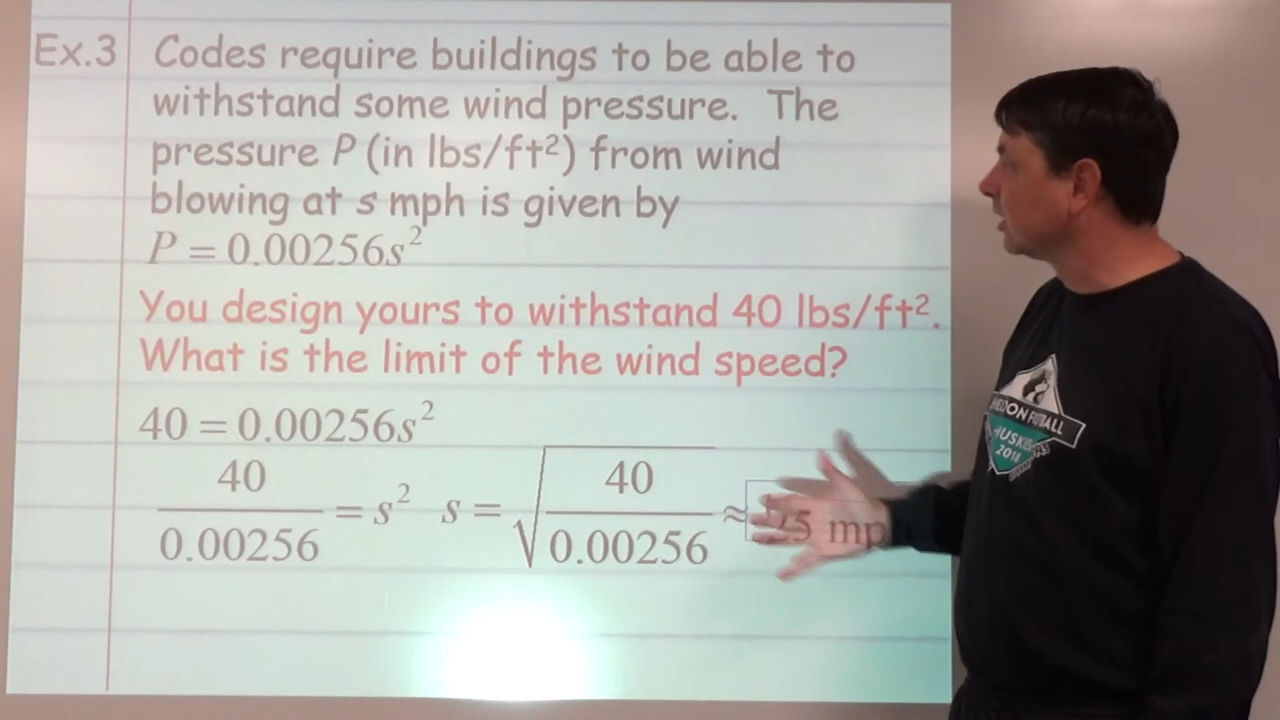 Ex.3 Codes require buildings to be able to
withstand some wind pressure. The
pressure P (in lbs/ft²) from wind
blowing at s mph is given by
P = 0.00256s²
You design yours to withstand 40 lbs/ft².
What is the limit of the wind speed?
40 = 0.00256s²
40 / 0.00256 = s² s = √(40 / 0.00256) ≈
HUSKIES
2018